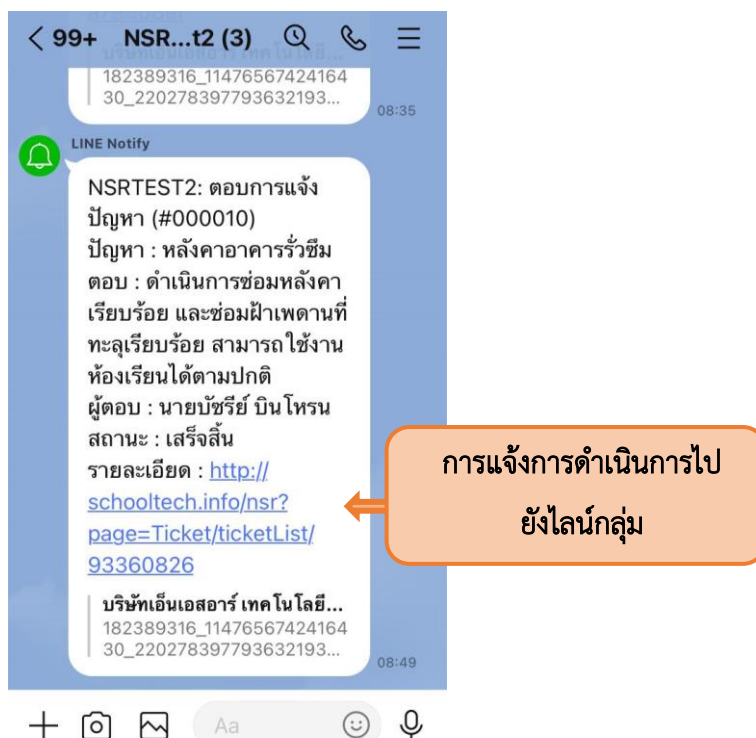 99+ NSR...t2 (3)
182389316_11476567424164
30_220278397793632193...
08:35
LINE Notify
NSRTEST2: ตอบการแจ้ง
ปัญหา (#000010)
ปัญหา : หลังคาอาคารรั่วซึม
ตอบ : ดำเนินการซ่อมหลังคา
เรียบร้อย และซ่อมฝ้าเพดานที่
ทะลุเรียบร้อย สามารถใช้งาน
ห้องเรียนได้ตามปกติ
ผู้ตอบ : นายบัซรีย์ บินโหรน
สถานะ : เสร็จสิ้น
รายละเอียด : http://
schooltech.info/nsr?
page=Ticket/ticketList/
93360826
บริษัทเอ็นเอสอาร์ เทคโนโลยี...
182389316_11476567424164
30_220278397793632193...
08:49
Aa
การแจ้งการดำเนินการไป
ยังไลน์กลุ่ม